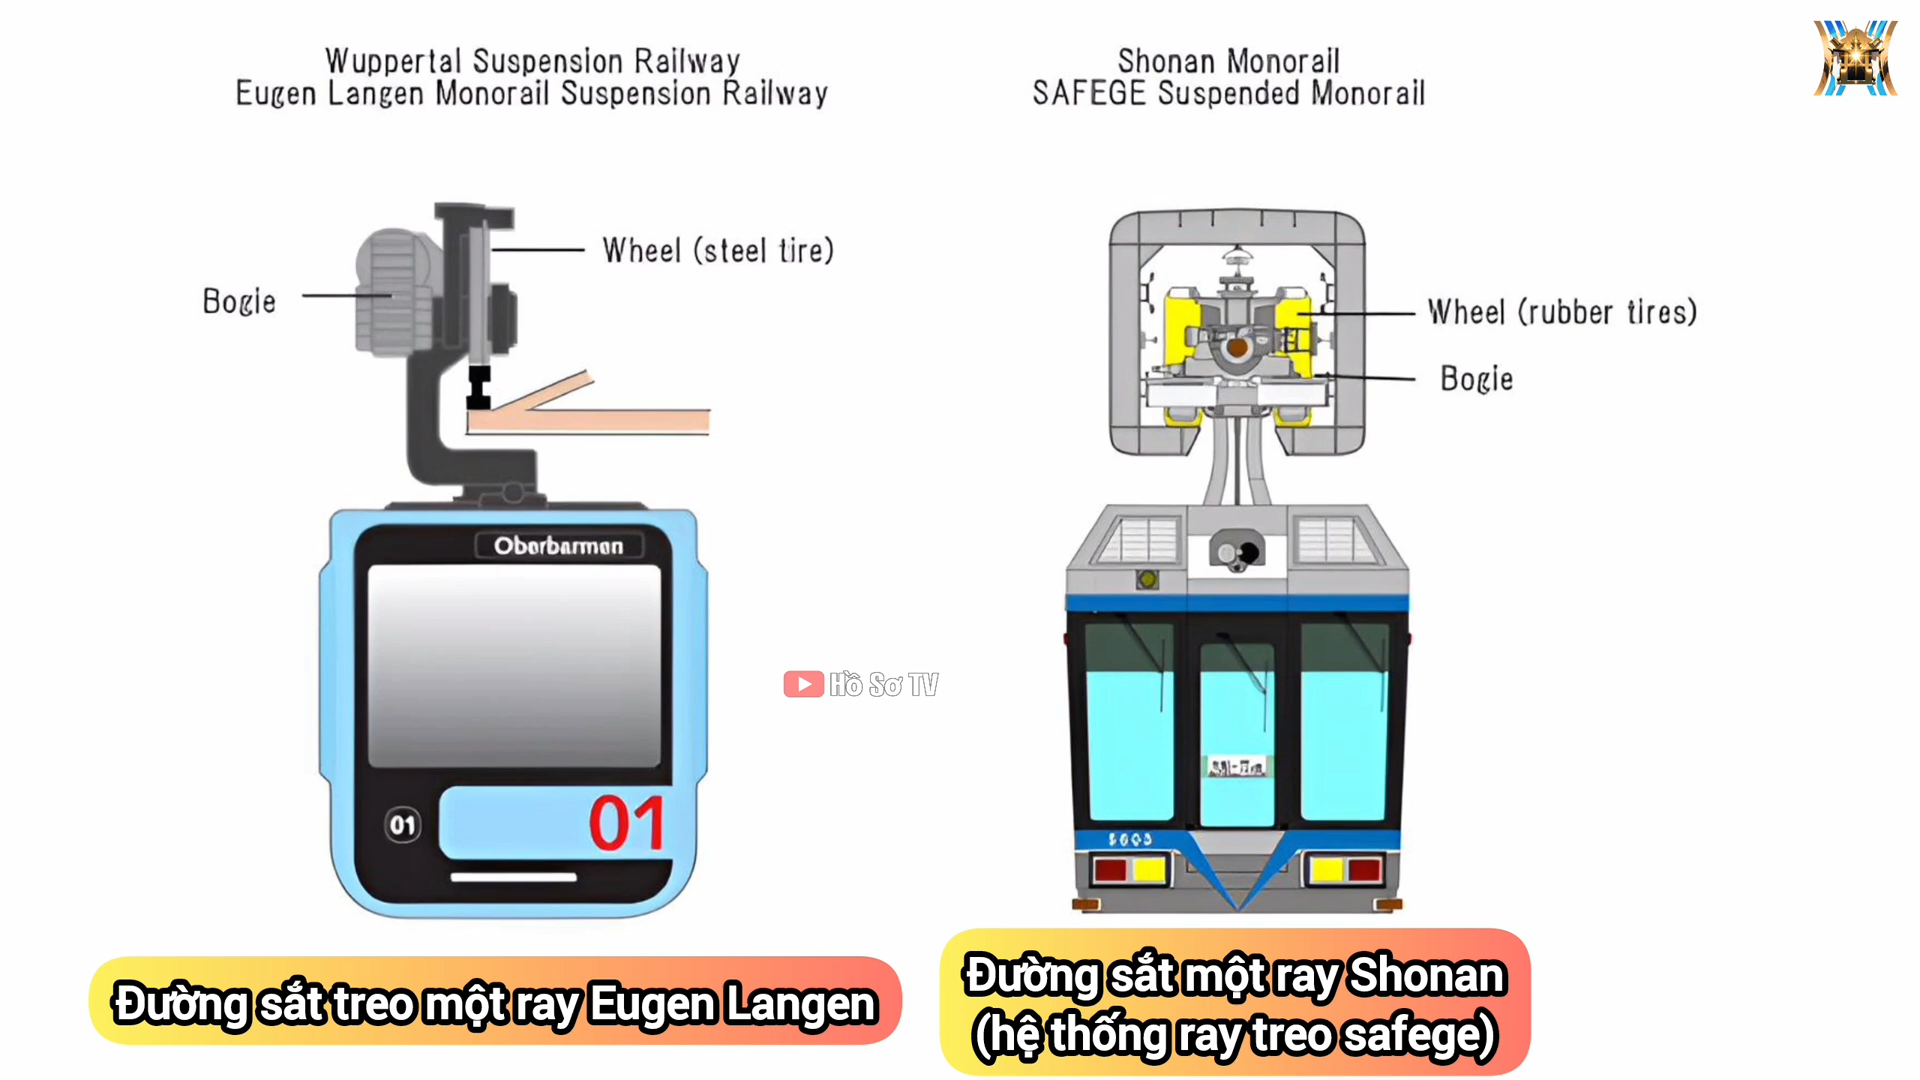 Wuppertal Suspension Railway
Eugen Langen Monorail Suspension Railway
Shonan Monorail
SAFEGE Suspended Monorail
Wheel (steel tire)
Bogie
Wheel (rubber tires)
Bogie
Oberbarmen
Hồ Sơ TV
01
01
Đường sắt treo một ray Eugen Langen
Đường sắt một ray Shonan
(hệ thống ray treo safege)